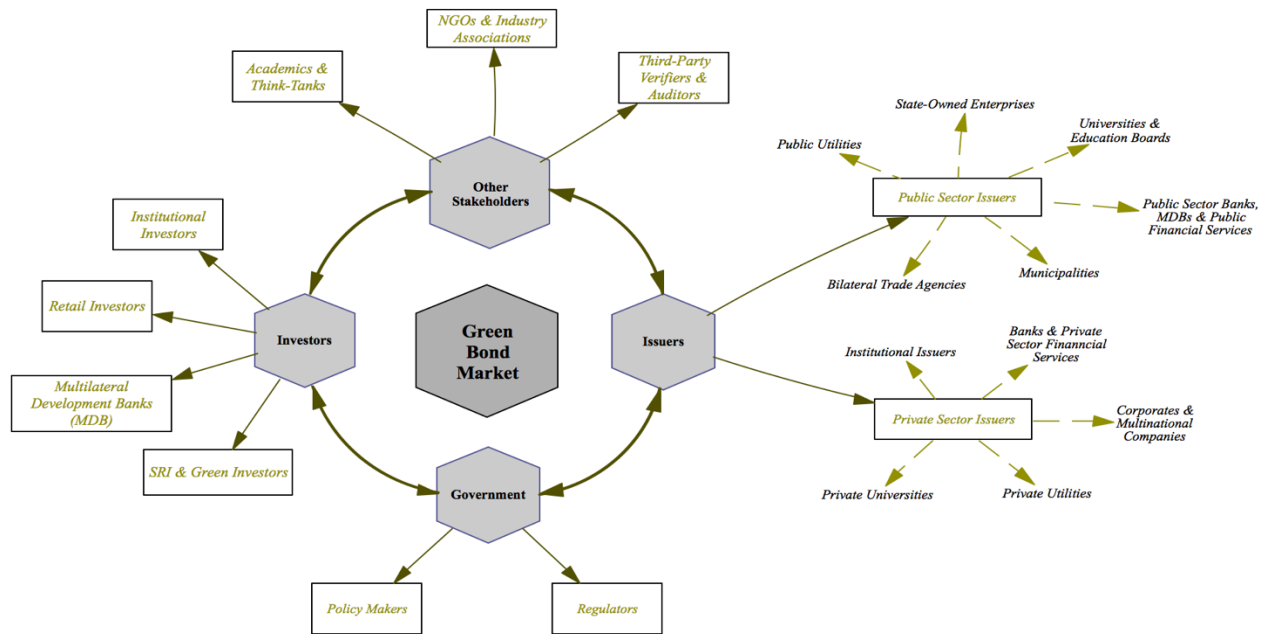 NGOs & Industry
Associations
Academics &
Think-Tanks
Third-Party
Verifiers &
Auditors
Other
Stakeholders
Institutional
Investors
Retail Investors
Multilateral
Development Banks
(MDB)
SRI & Green Investors
Investors
Green
Bond
Market
Issuers
Government
Policy Makers
Regulators
State-Owned Enterprises
Public Utilities
Universities &
Education Boards
Public Sector Issuers
Public Sector Banks,
MDBs & Public
Financial Services
Bilateral Trade Agencies
Municipalities
Institutional Issuers
Banks & Private
Sector Finanncial
Services
Private Sector Issuers
Corporates &
Multinational
Companies
Private Universities
Private Utilities